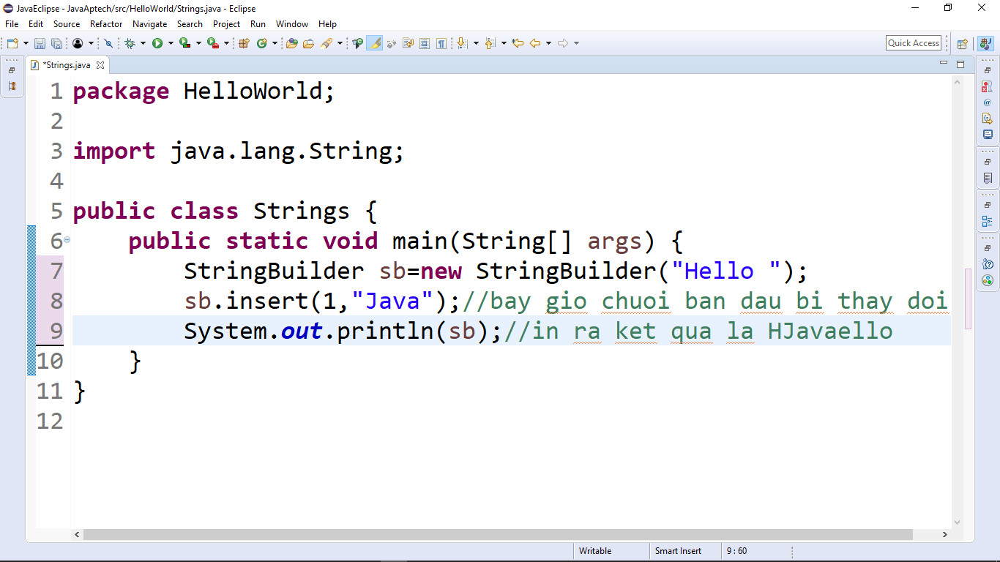 JavaEclipse - JavaAptech/src/HelloWorld/Strings.java - Eclipse
File Edit Source Refactor Navigate Search Project Run Window Help
Quick Access
*Strings.java
1 package HelloWorld;
2
3 import java.lang.String;
4
5 public class Strings {
6 public static void main(String[] args) {
7 StringBuilder sb=new StringBuilder("Hello ");
8 sb.insert(1,"Java");//bay gio chuoi ban dau bi thay doi
9 System.out.println(sb);//in ra ket qua la HJavaello
10 }
11 }
12
Writable Smart Insert 9 : 60